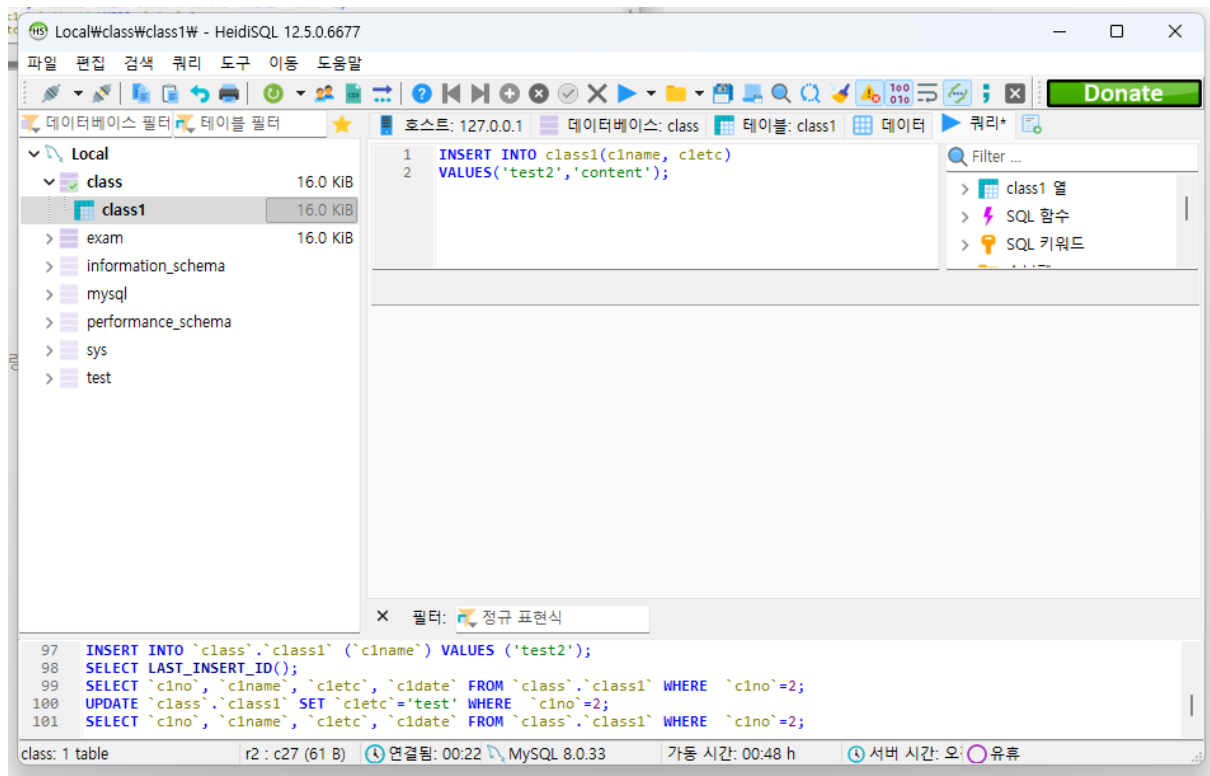 Local₩class₩class1₩ - HeidiSQL 12.5.0.6677
파일 편집 검색 쿼리 도구 이동 도움말
Donate
데이터베이스 필터 테이블 필터
호스트: 127.0.0.1 데이터베이스: class 테이블: class1 데이터 쿼리*
Local
class 16.0 KiB
class1 16.0 KiB
exam 16.0 KiB
information_schema
mysql
performance_schema
sys
test
1 INSERT INTO class1(c1name, c1etc)
2 VALUES('test2','content');
Filter ...
class1 열
SQL 함수
SQL 키워드
필터: 정규 표현식
97 INSERT INTO `class`.`class1` (`c1name`) VALUES ('test2');
98 SELECT LAST_INSERT_ID();
99 SELECT `c1no`, `c1name`, `c1etc`, `c1date` FROM `class`.`class1` WHERE `c1no`=2;
100 UPDATE `class`.`class1` SET `c1etc`='test' WHERE `c1no`=2;
101 SELECT `c1no`, `c1name`, `c1etc`, `c1date` FROM `class`.`class1` WHERE `c1no`=2;
class: 1 table r2 : c27 (61 B) 연결됨: 00:22 MySQL 8.0.33 가동 시간: 00:48 h 서버 시간: 유휴